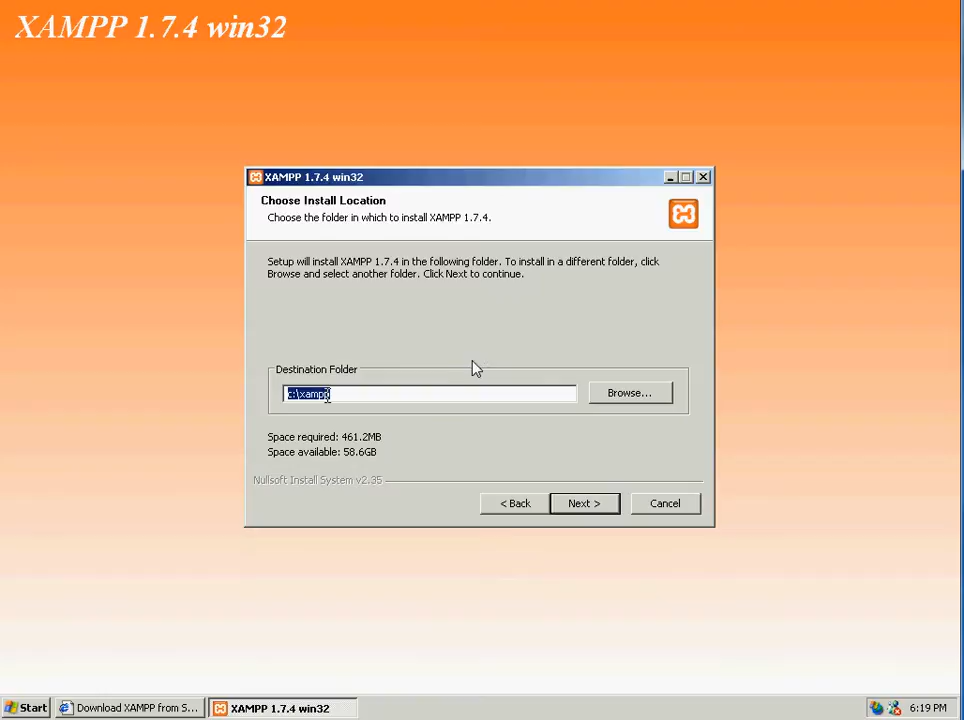 XAMPP 1.7.4 win32
XAMPP 1.7.4 win32
Choose Install Location
Choose the folder in which to install XAMPP 1.7.4.
Setup will install XAMPP 1.7.4 in the following folder. To install in a different folder, click
Browse and select another folder. Click Next to continue.
Destination Folder
c:\xampp
Browse...
Space required: 461.2MB
Space available: 58.6GB
Nullsoft Install System v2.35
< Back
Next >
Cancel
Start
Download XAMPP from S...
XAMPP 1.7.4 win32
6:19 PM